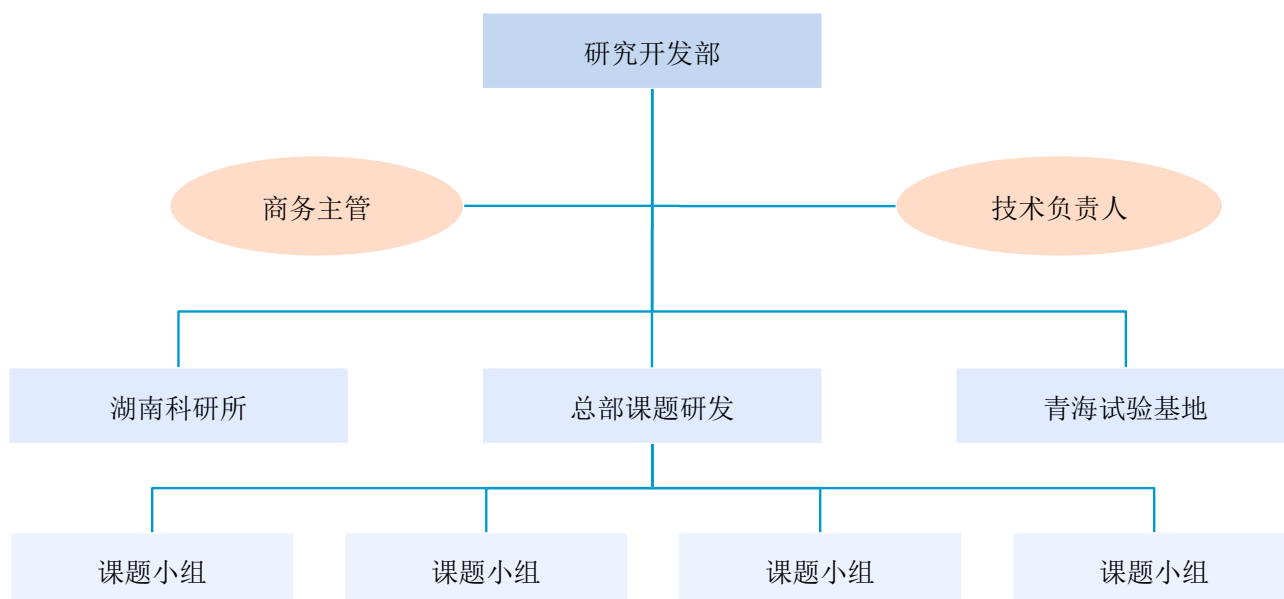 研究开发部
商务主管
技术负责人
湖南科研所
总部课题研发
青海试验基地
课题小组
课题小组
课题小组
课题小组